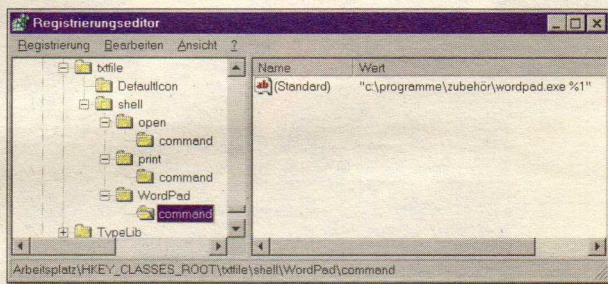 Registrierungseditor
Registrierung Bearbeiten Ansicht ?
txtfile
DefaultIcon
shell
open
command
print
command
WordPad
command
TypeLib
Name Wert
ab (Standard) "c:\programme\zubehör\wordpad.exe %1"
Arbeitsplatz\HKEY_CLASSES_ROOT\txtfile\shell\WordPad\command